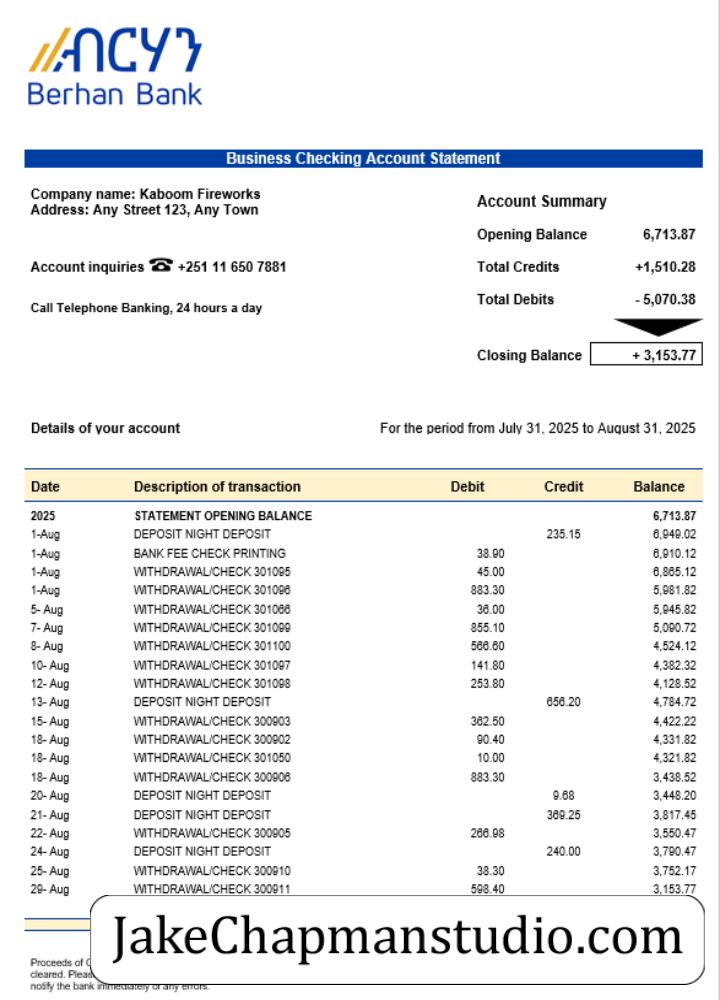 ብርሃን
Berhan Bank
Business Checking Account Statement
Company name: Kaboom Fireworks
Address: Any Street 123, Any Town
Account inquiries ☎ +251 11 650 7881
Call Telephone Banking, 24 hours a day
Account Summary
Opening Balance 6,713.87
Total Credits +1,510.28
Total Debits - 5,070.38
Closing Balance + 3,153.77
Details of your account For the period from July 31, 2025 to August 31, 2025
Date Description of transaction Debit Credit Balance
2025 STATEMENT OPENING BALANCE 6,713.87
1-Aug DEPOSIT NIGHT DEPOSIT 235.15 6,949.02
1-Aug BANK FEE CHECK PRINTING 38.90 6,910.12
1-Aug WITHDRAWAL/CHECK 301095 45.00 6,865.12
1-Aug WITHDRAWAL/CHECK 301096 883.30 5,981.82
5- Aug WITHDRAWAL/CHECK 301066 36.00 5,945.82
7- Aug WITHDRAWAL/CHECK 301099 855.10 5,090.72
8- Aug WITHDRAWAL/CHECK 301100 566.60 4,524.12
10- Aug WITHDRAWAL/CHECK 301097 141.80 4,382.32
12- Aug WITHDRAWAL/CHECK 301098 253.80 4,128.52
13- Aug DEPOSIT NIGHT DEPOSIT 656.20 4,784.72
15- Aug WITHDRAWAL/CHECK 300903 362.50 4,422.22
18- Aug WITHDRAWAL/CHECK 300902 90.40 4,331.82
18- Aug WITHDRAWAL/CHECK 301050 10.00 4,321.82
18- Aug WITHDRAWAL/CHECK 300906 883.30 3,438.52
20- Aug DEPOSIT NIGHT DEPOSIT 9.68 3,448.20
21- Aug DEPOSIT NIGHT DEPOSIT 369.25 3,817.45
22- Aug WITHDRAWAL/CHECK 300905 266.98 3,550.47
24- Aug DEPOSIT NIGHT DEPOSIT 240.00 3,790.47
25- Aug WITHDRAWAL/CHECK 300910 38.30 3,752.17
29- Aug WITHDRAWAL/CHECK 300911 598.40 3,153.77
JakeChapmanstudio.com
Proceeds of
cleared.
notify the bank immediately of any errors.